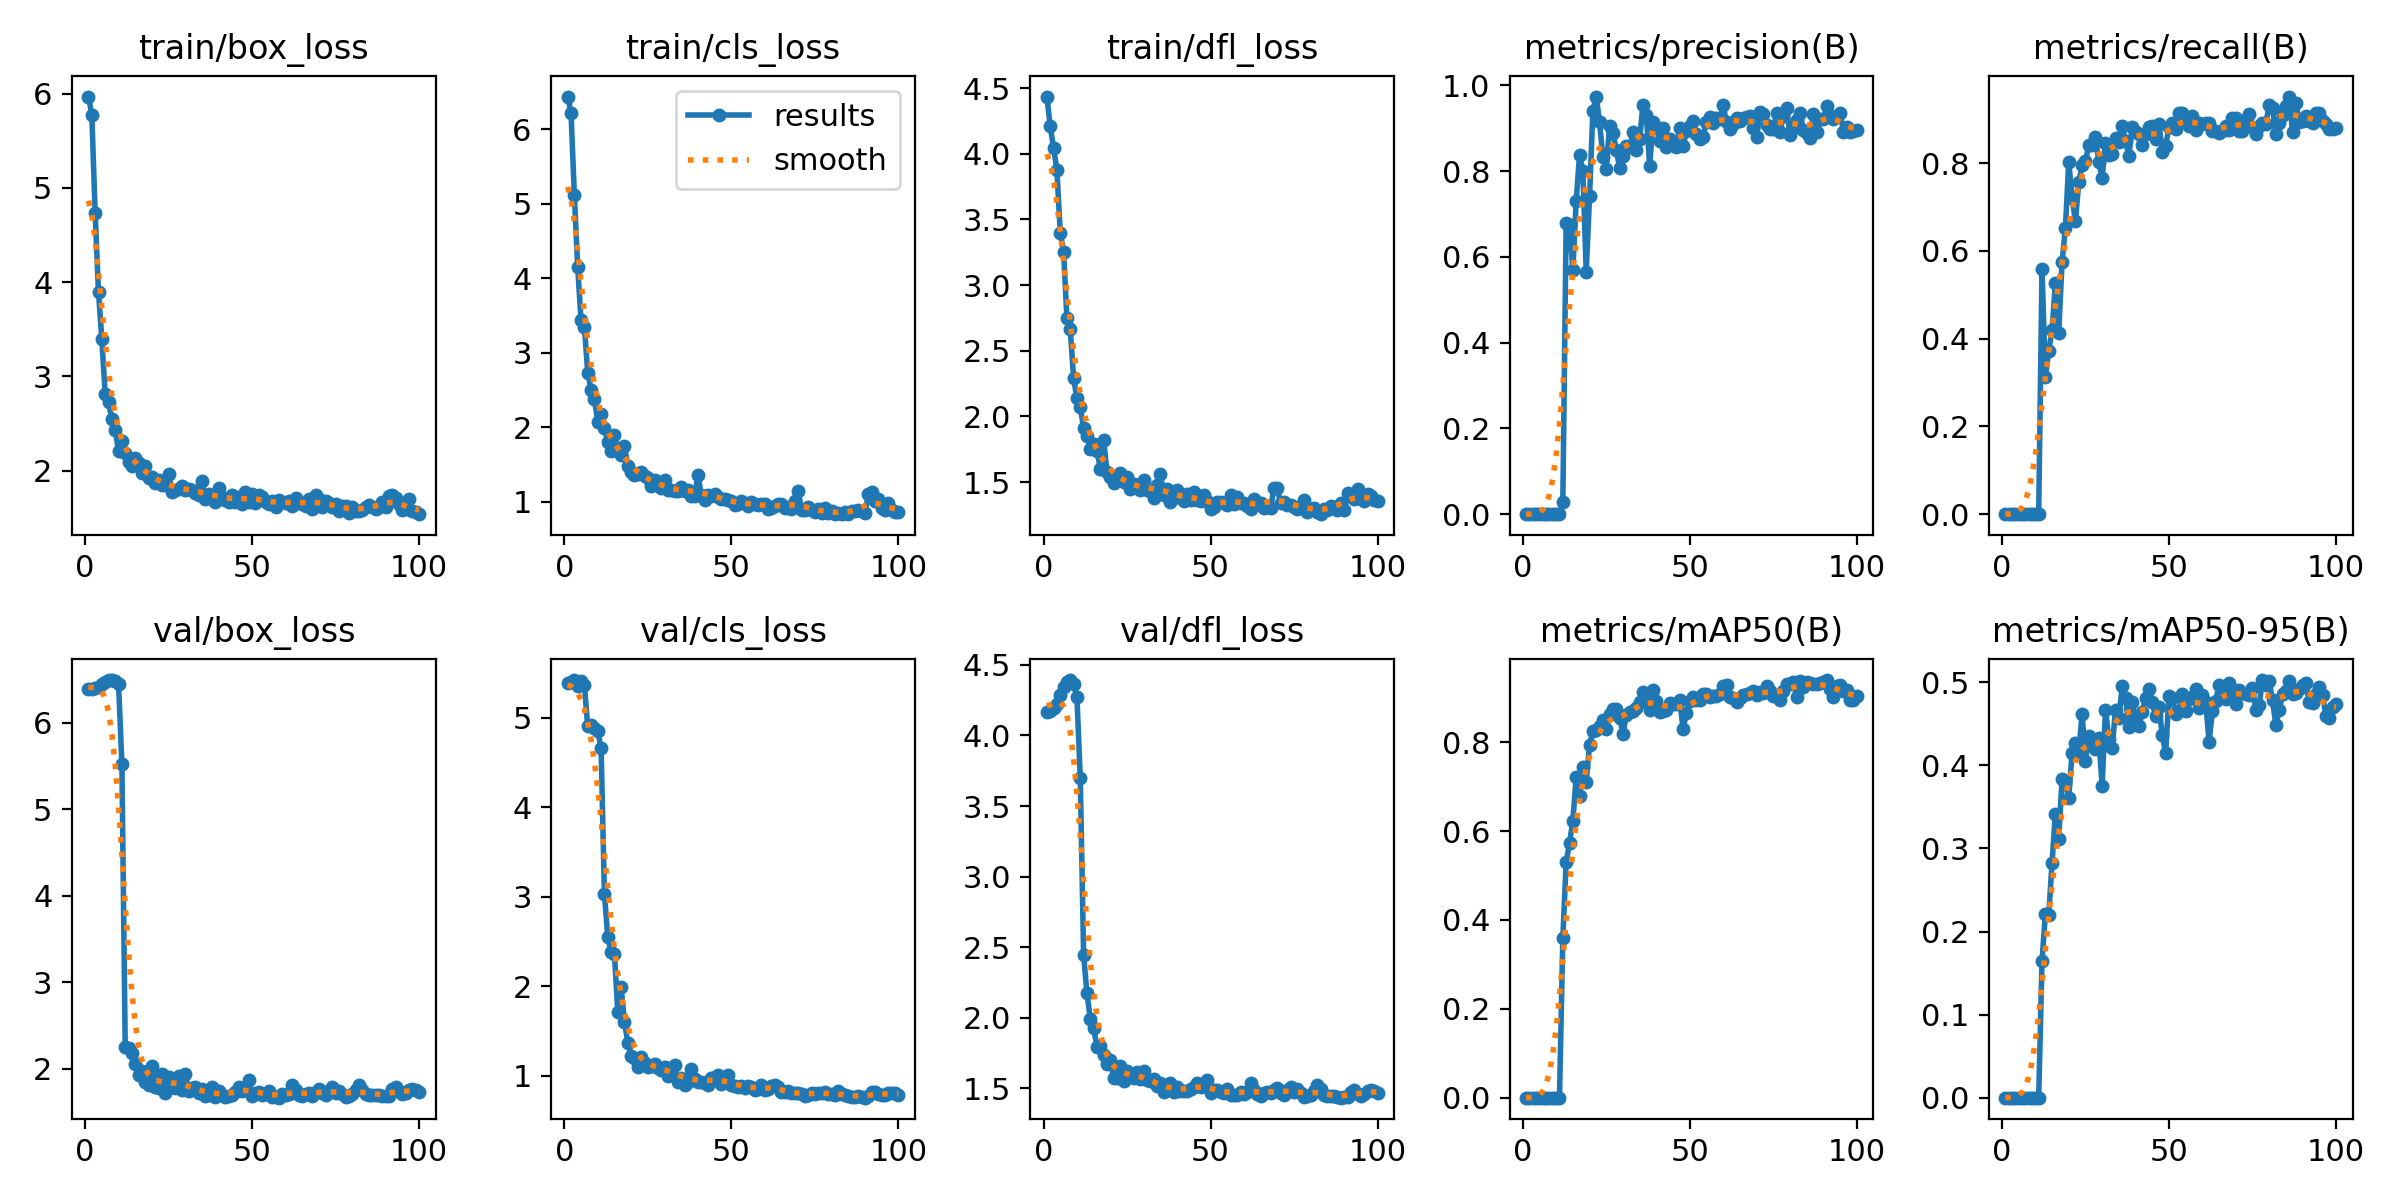 train/box_loss
6
5
4
3
2
0 50 100
train/cls_loss
results
smooth
6
5
4
3
2
1
0 50 100
train/dfl_loss
4.5
4.0
3.5
3.0
2.5
2.0
1.5
0 50 100
metrics/precision(B)
1.0
0.8
0.6
0.4
0.2
0.0
0 50 100
metrics/recall(B)
0.8
0.6
0.4
0.2
0.0
0 50 100
val/box_loss
6
5
4
3
2
0 50 100
val/cls_loss
5
4
3
2
1
0 50 100
val/dfl_loss
4.5
4.0
3.5
3.0
2.5
2.0
1.5
0 50 100
metrics/mAP50(B)
0.8
0.6
0.4
0.2
0.0
0 50 100
metrics/mAP50-95(B)
0.5
0.4
0.3
0.2
0.1
0.0
0 50 100